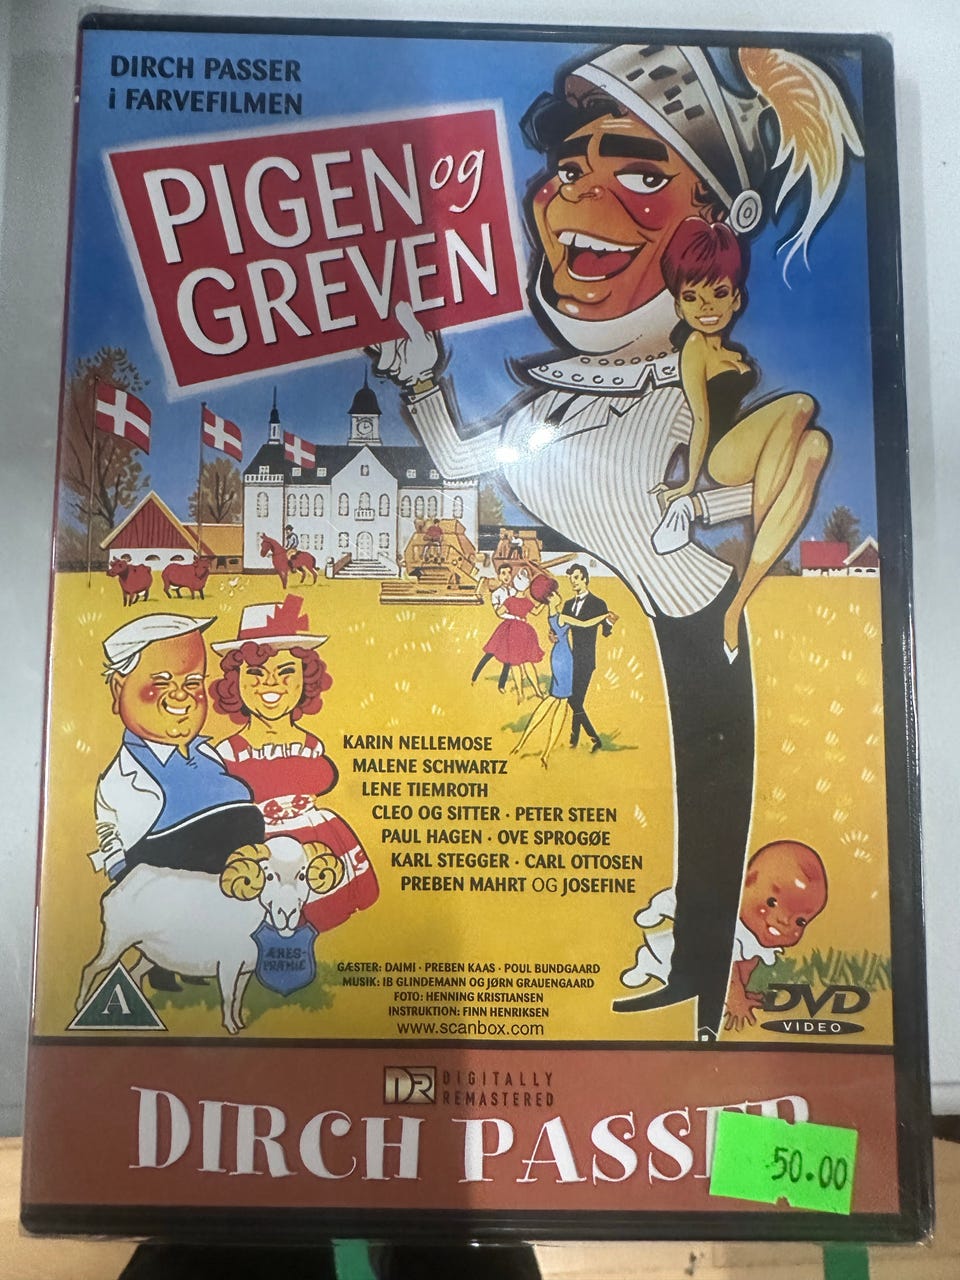 DIRCH PASSER
i FARVEFILMEN
PIGEN og
GREVEN
KARIN NELLEMOSE
MALENE SCHWARTZ
LENE TIEMROTH
CLEO OG SITTER · PETER STEEN
PAUL HAGEN · OVE SPROGØE
KARL STEGGER · CARL OTTOSEN
PREBEN MAHRT OG JOSEFINE
ÆRES-
PRÆMIE
GÆSTER: DAIMI · PREBEN KAAS · POUL BUNDGAARD
MUSIK: IB GLINDEMANN OG JØRN GRAUENGAARD
FOTO: HENNING KRISTIANSEN
INSTRUKTION: FINN HENRIKSEN
www.scanbox.com
A
DVD
VIDEO
DR DIGITALLY
REMASTERED
DIRCH PASSER
50.00